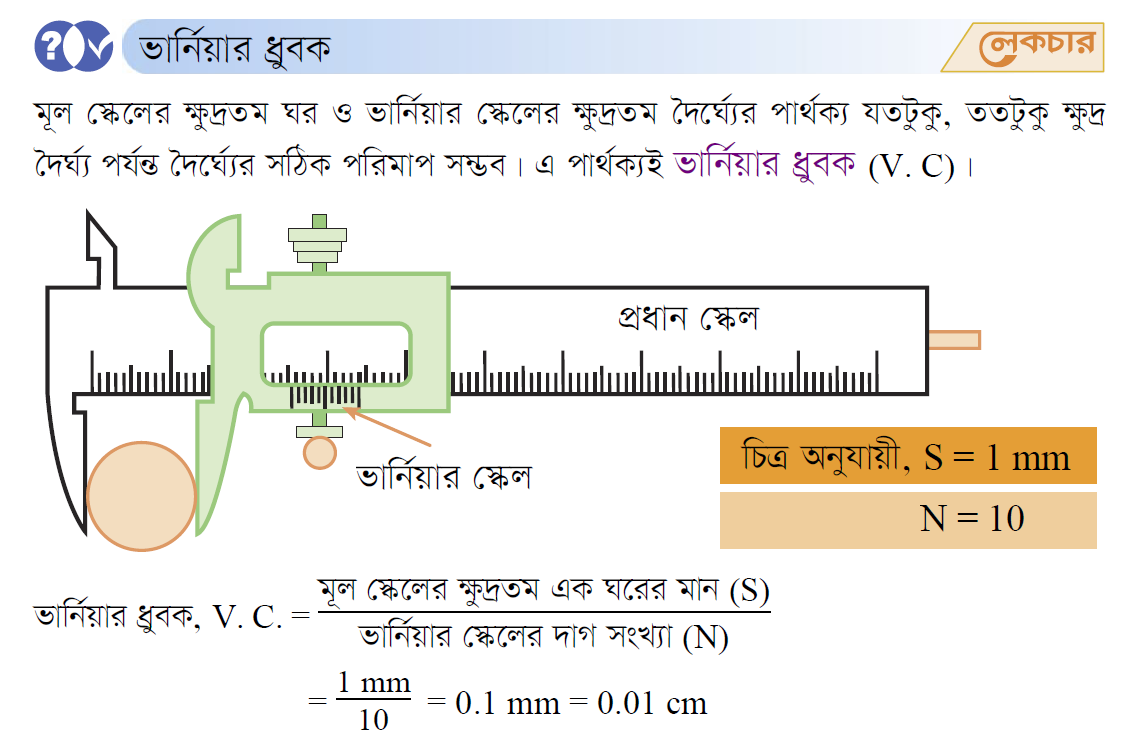 ভার্নিয়ার ধ্রুবক
লেকচার
মূল স্কেলের ক্ষুদ্রতম ঘর ও ভার্নিয়ার স্কেলের ক্ষুদ্রতম দৈর্ঘ্যের পার্থক্য যতটুকু, ততটুকু ক্ষুদ্র
দৈর্ঘ্য পর্যন্ত দৈর্ঘ্যের সঠিক পরিমাপ সম্ভব। এ পার্থক্যই ভার্নিয়ার ধ্রুবক (V. C)।
প্রধান স্কেল
ভার্নিয়ার স্কেল
চিত্র অনুযায়ী, S = 1 mm
N = 10
ভার্নিয়ার ধ্রুবক, V. C. = মূল স্কেলের ক্ষুদ্রতম এক ঘরের মান (S)
ভার্নিয়ার স্কেলের দাগ সংখ্যা (N)
= 1 mm
10 = 0.1 mm = 0.01 cm